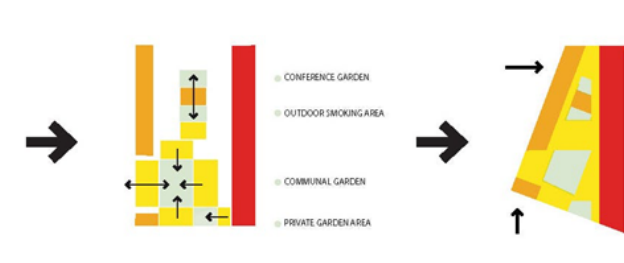 CONFERENCE GARDEN
OUTDOOR SMOKING AREA
COMMUNAL GARDEN
PRIVATE GARDEN AREA